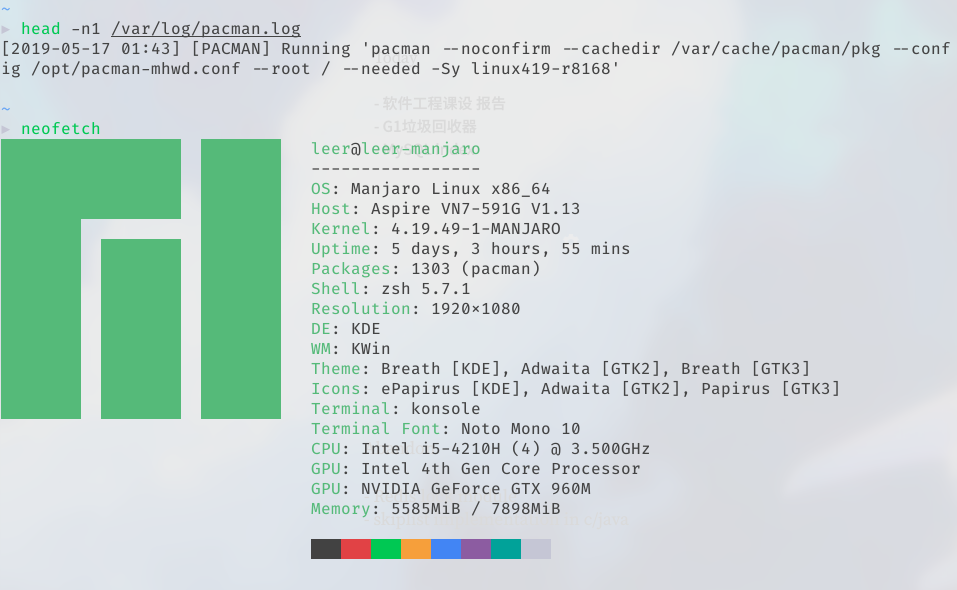 ~
▶ head -n1 /var/log/pacman.log
[2019-05-17 01:43] [PACMAN] Running 'pacman --noconfirm --cachedir /var/cache/pacman/pkg --conf
ig /opt/pacman-mhwd.conf --root / --needed -Sy linux419-r8168'
Today
- 软件工程课设 报告
~
- G1垃圾回收器
▶ neofetch
leer@leer-manjaro
-----------------
OS: Manjaro Linux x86_64
Host: Aspire VN7-591G V1.13
Kernel: 4.19.49-1-MANJARO
Uptime: 5 days, 3 hours, 55 mins
Packages: 1303 (pacman)
Shell: zsh 5.7.1
Resolution: 1920×1080
DE: KDE
WM: KWin
Theme: Breath [KDE], Adwaita [GTK2], Breath [GTK3]
Icons: ePapirus [KDE], Adwaita [GTK2], Papirus [GTK3]
Terminal: konsole
Terminal Font: Noto Mono 10
CPU: Intel i5-4210H (4) @ 3.500GHz
GPU: Intel 4th Gen Core Processor
GPU: NVIDIA GeForce GTX 960M
Memory: 5585MiB / 7898MiB